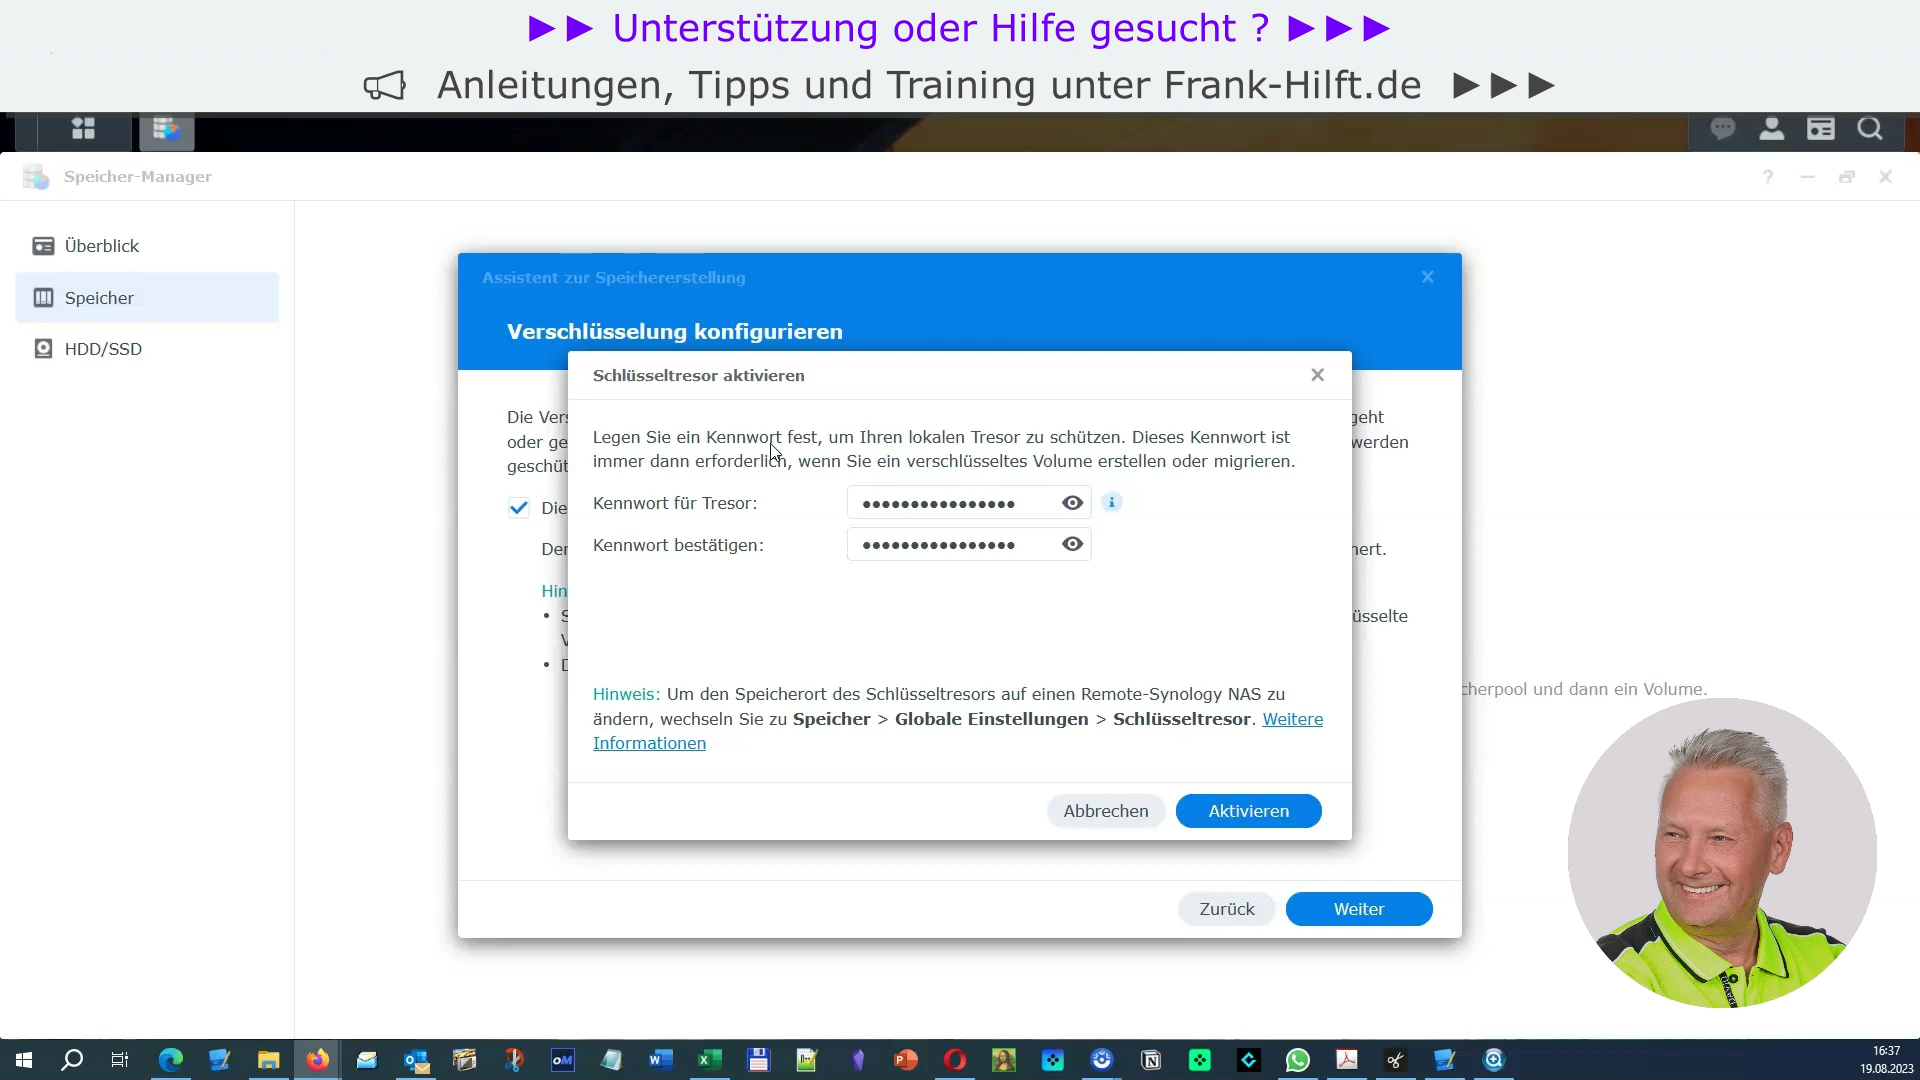 ►► Unterstützung oder Hilfe gesucht ? ►►►
Anleitungen, Tipps und Training unter Frank-Hilft.de ►►►
Speicher-Manager
?
Überblick
Speicher
HDD/SSD
Assistent zur Speichererstellung
Verschlüsselung konfigurieren
Schlüsseltresor aktivieren
geht
oder
werden
Legen Sie ein Kennwort fest, um Ihren lokalen Tresor zu schützen. Dieses Kennwort ist
immer dann erforderlich, wenn Sie ein verschlüsseltes Volume erstellen oder migrieren.
Kennwort für Tresor:
Kennwort bestätigen:
Hinweis: Um den Speicherort des Schlüsseltresors auf einen Remote-Synology NAS zu
ändern, wechseln Sie zu Speicher > Globale Einstellungen > Schlüsseltresor. Weitere
Informationen
und dann ein Volume.
Abbrechen
Aktivieren
Zurück
Weiter
16:37
19.08.2023